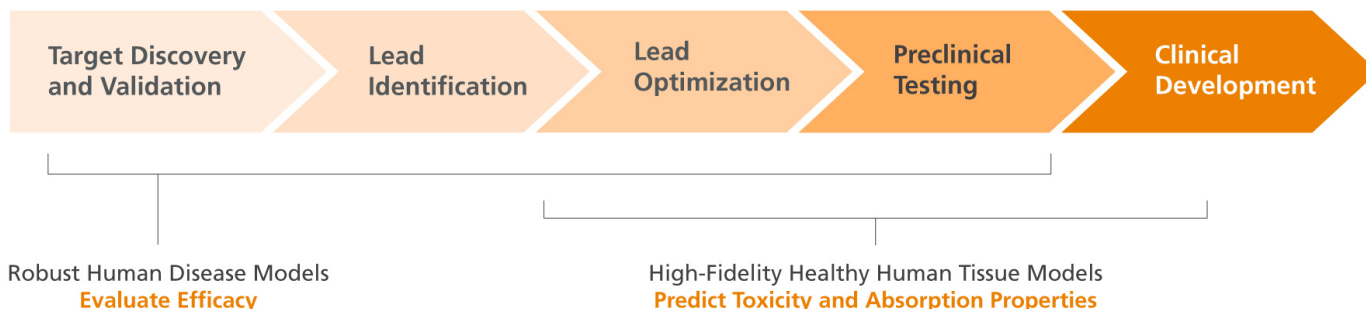 Target Discovery
and Validation
Lead
Identification
Lead
Optimization
Preclinical
Testing
Clinical
Development
Robust Human Disease Models
Evaluate Efficacy
High-Fidelity Healthy Human Tissue Models
Predict Toxicity and Absorption Properties